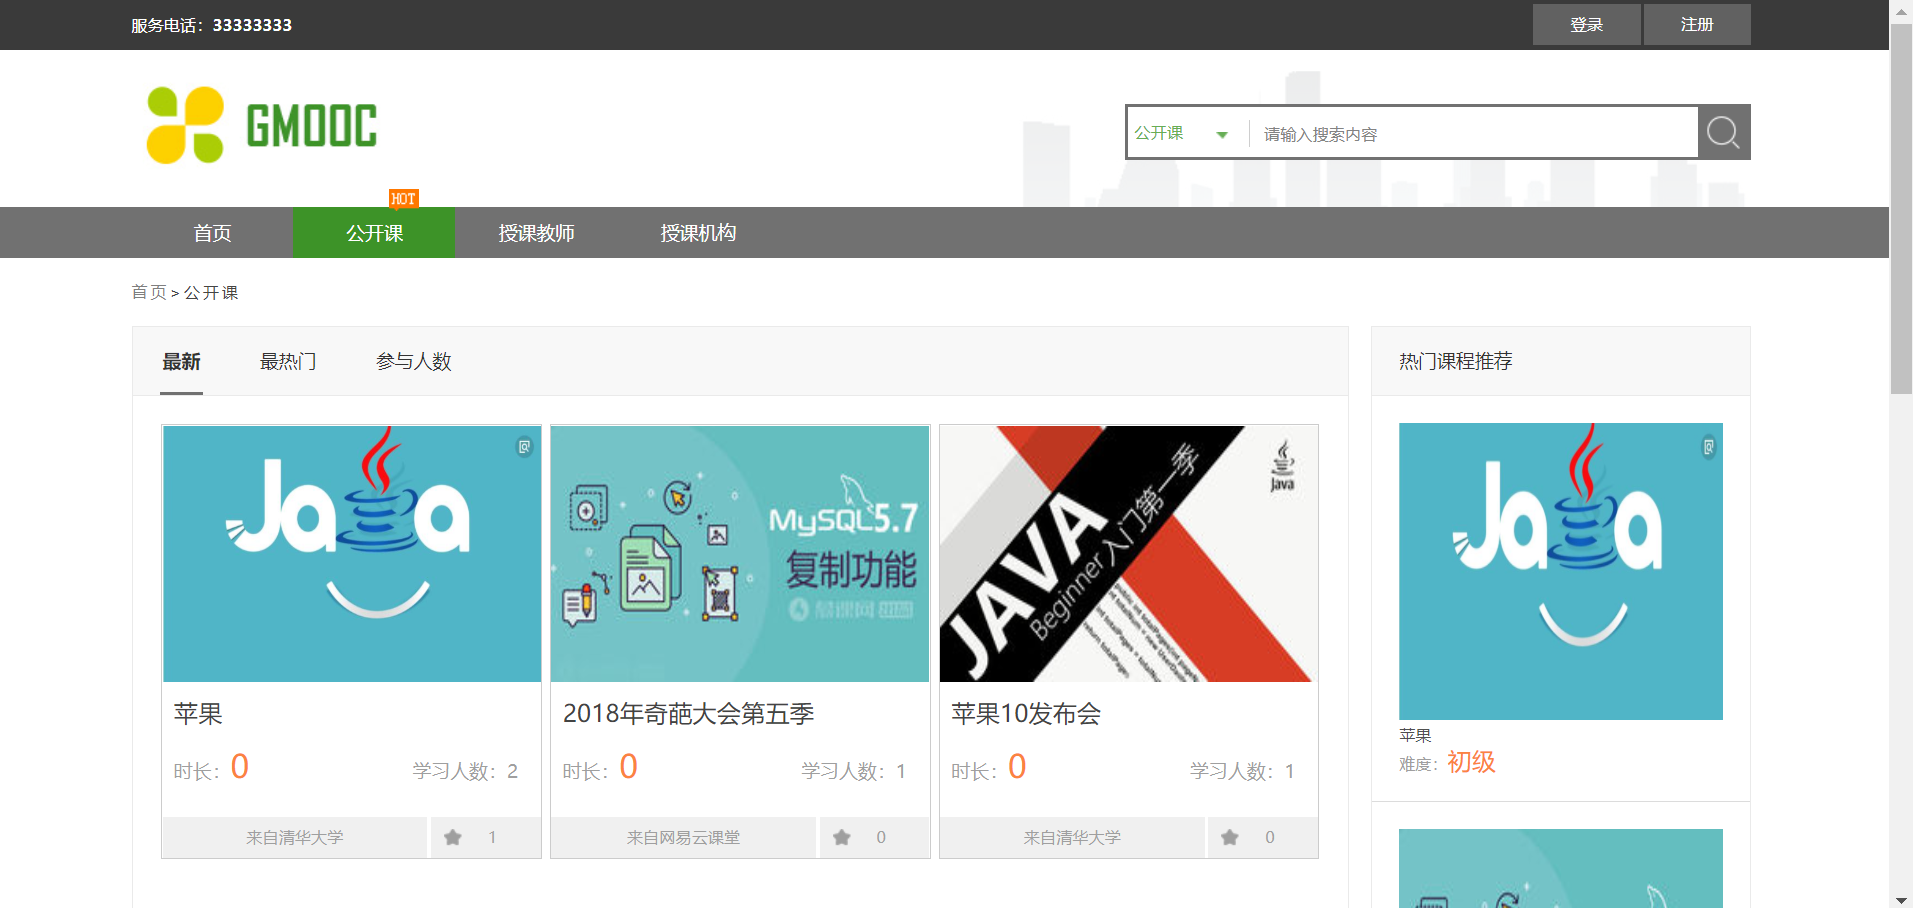 服务电话：33333333
登录
注册
GMOOC
公开课
请输入搜索内容
HOT
首页
公开课
授课教师
授课机构
首页 > 公开课
最新
最热门
参与人数
热门课程推荐
Java
MySQL5.7
复制功能
JAVA
Beginner入门第一季
Java
Java
苹果
时长：0
学习人数：2
来自清华大学
1
2018年奇葩大会第五季
时长：0
学习人数：1
来自网易云课堂
0
苹果10发布会
时长：0
学习人数：1
来自清华大学
0
苹果
难度：初级